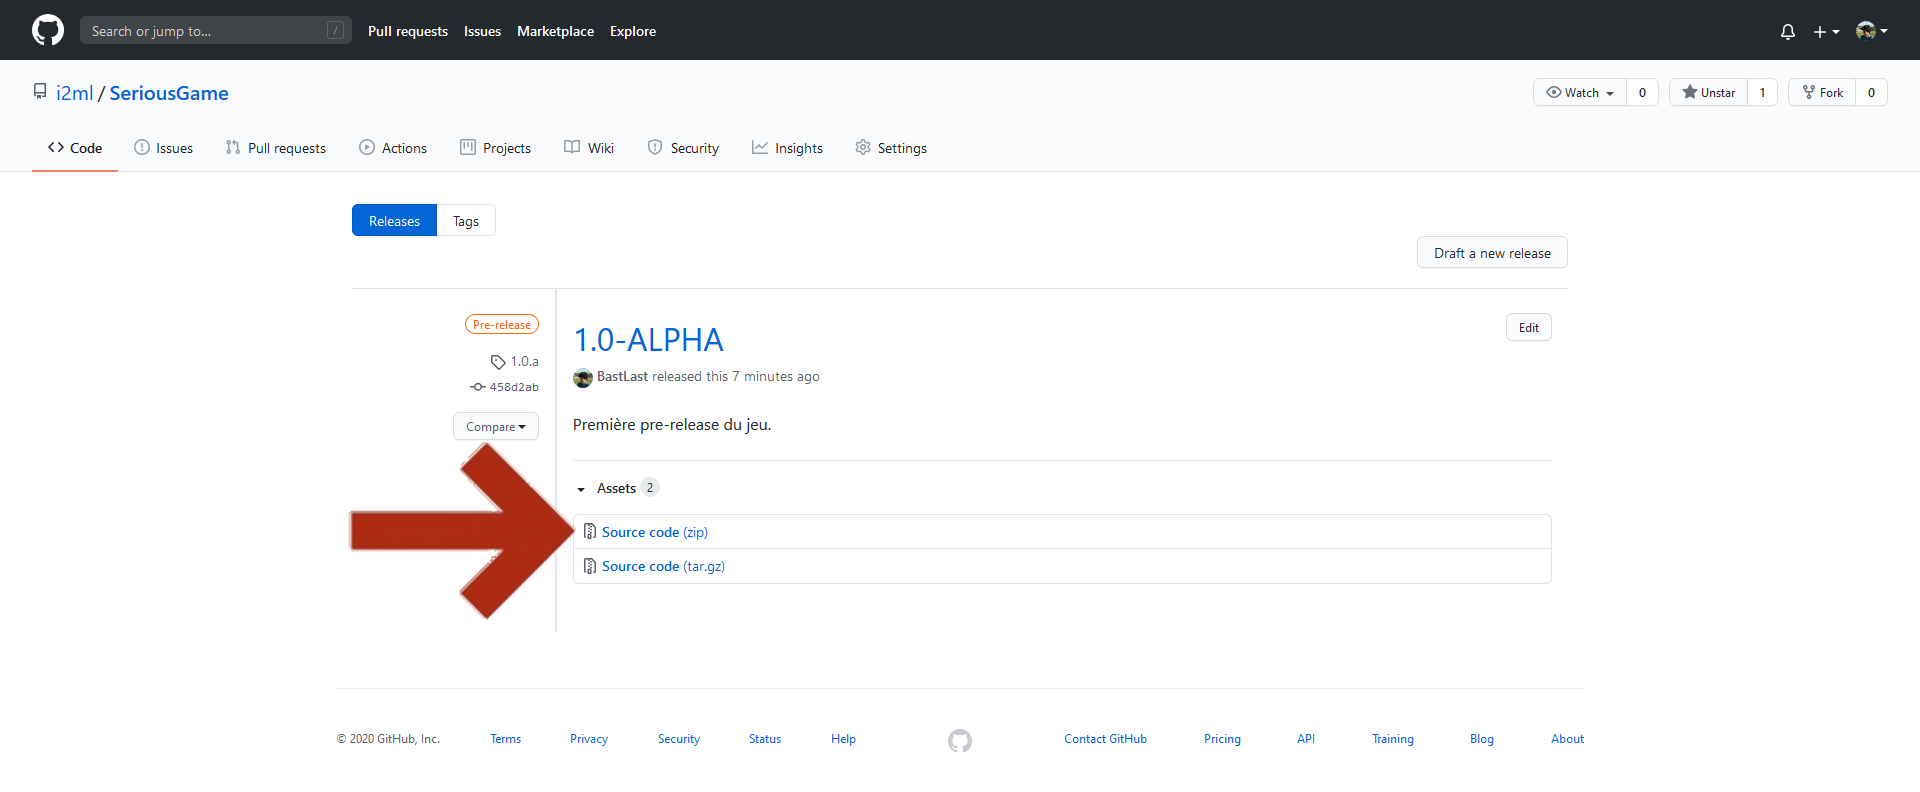 Search or jump to... /
Pull requests Issues Marketplace Explore
i2ml / SeriousGame
Watch 0 Unstar 1 Fork 0
Code Issues Pull requests Actions Projects Wiki Security Insights Settings
Releases Tags
Draft a new release
Pre-release
1.0.a
458d2ab
Compare
1.0-ALPHA
Edit
BastLast released this 7 minutes ago
Première pre-release du jeu.
Assets 2
Source code (zip)
Source code (tar.gz)
© 2020 GitHub, Inc. Terms Privacy Security Status Help Contact GitHub Pricing API Training Blog About